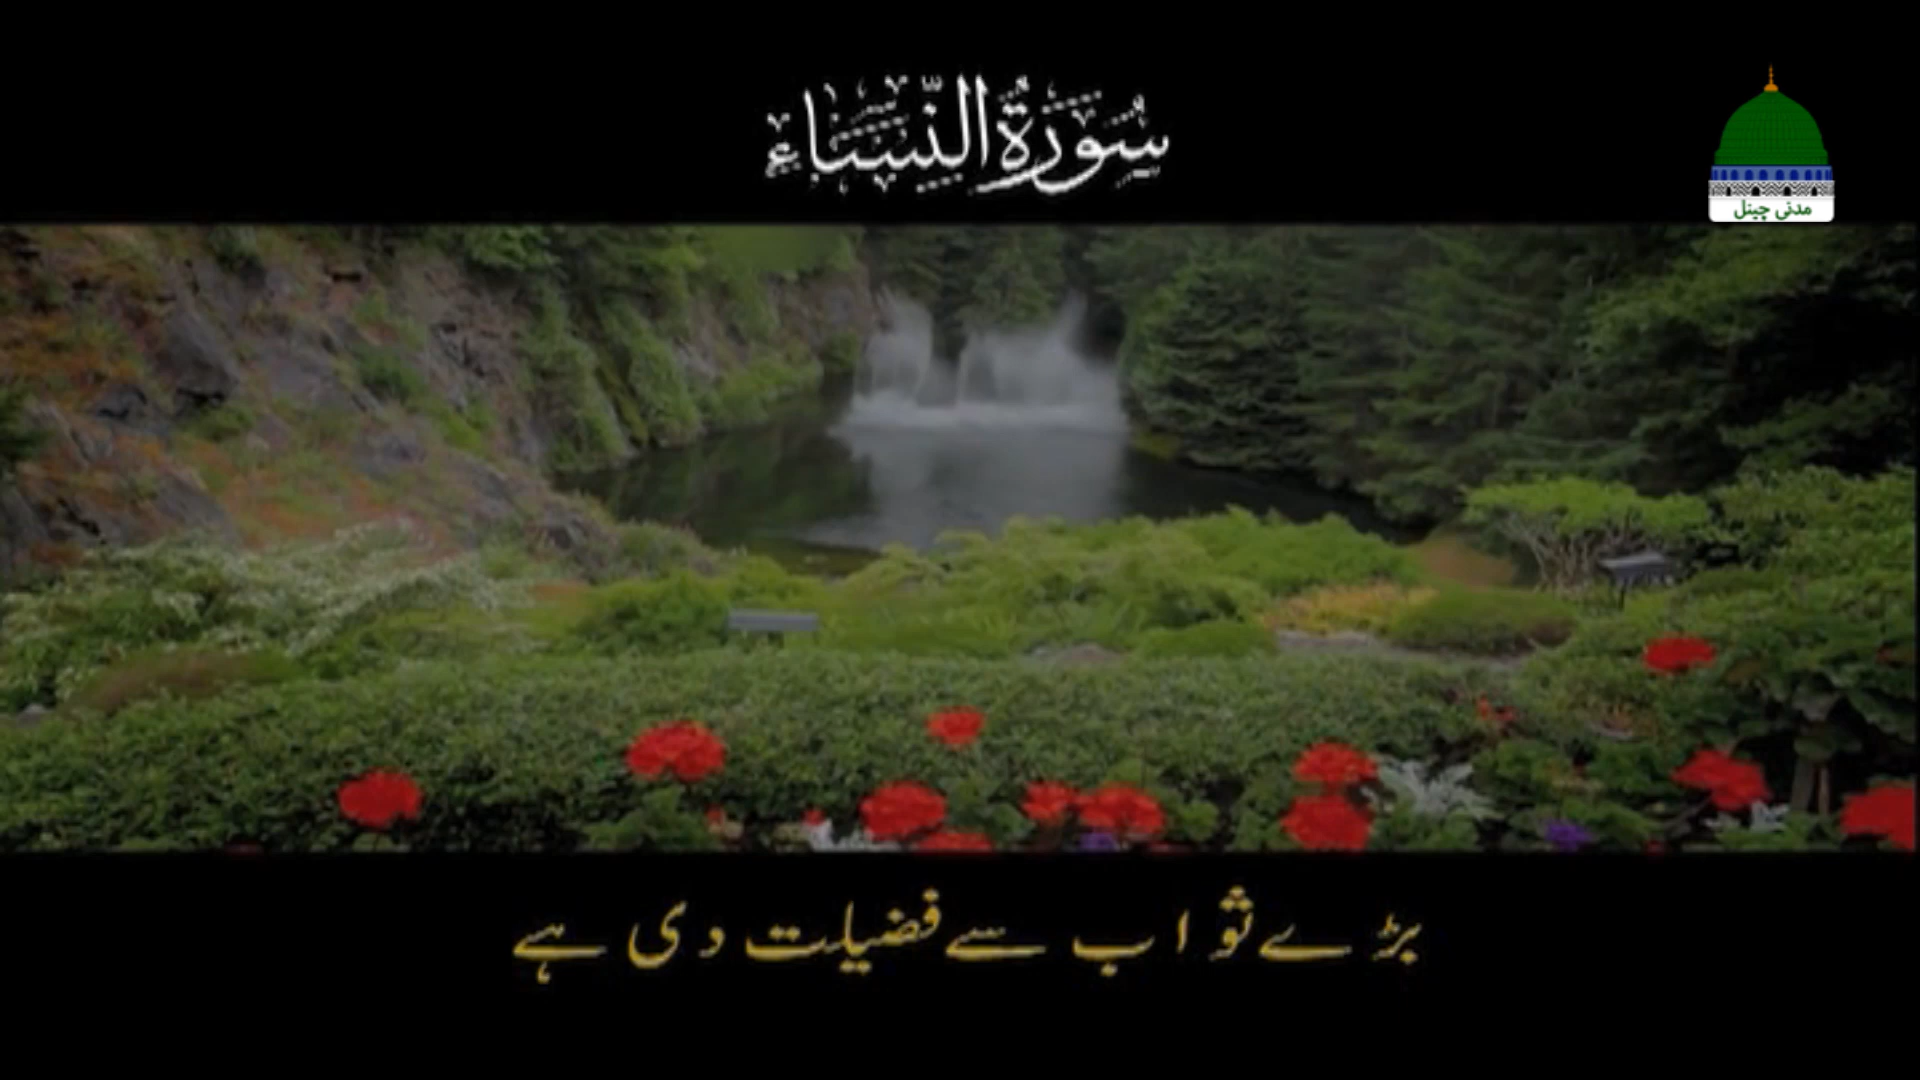 سُوۡرَۃُ النِّسَاء
مدنی چینل
بڑے ثواب سے فضیلت دی ہے